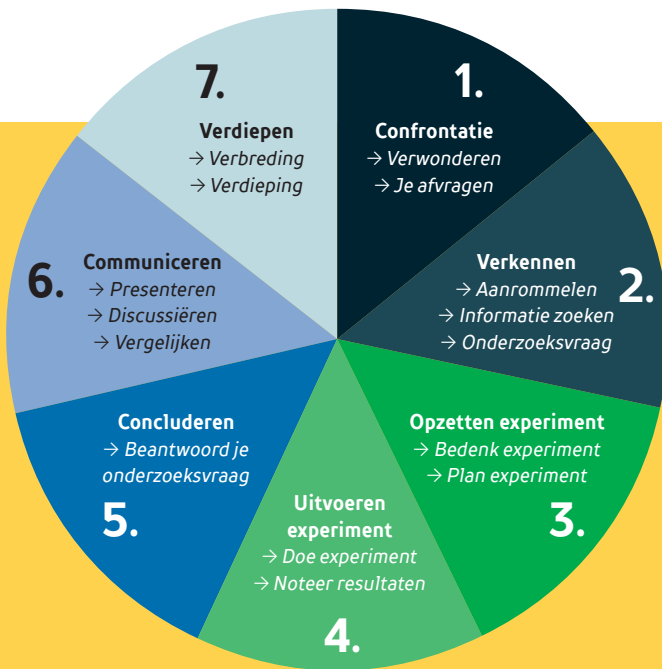 1.
Confrontatie
→ Verwonderen
→ Je afvragen
2.
Verkennen
→ Aanrommelen
→ Informatie zoeken
→ Onderzoeksvraag
Opzetten experiment
→ Bedenk experiment
→ Plan experiment
3.
Uitvoeren
experiment
→ Doe experiment
→ Noteer resultaten
4.
Concluderen
→ Beantwoord je
onderzoeksvraag
5.
6.
Communiceren
→ Presenteren
→ Discussiëren
→ Vergelijken
7.
Verdiepen
→ Verbreding
→ Verdieping